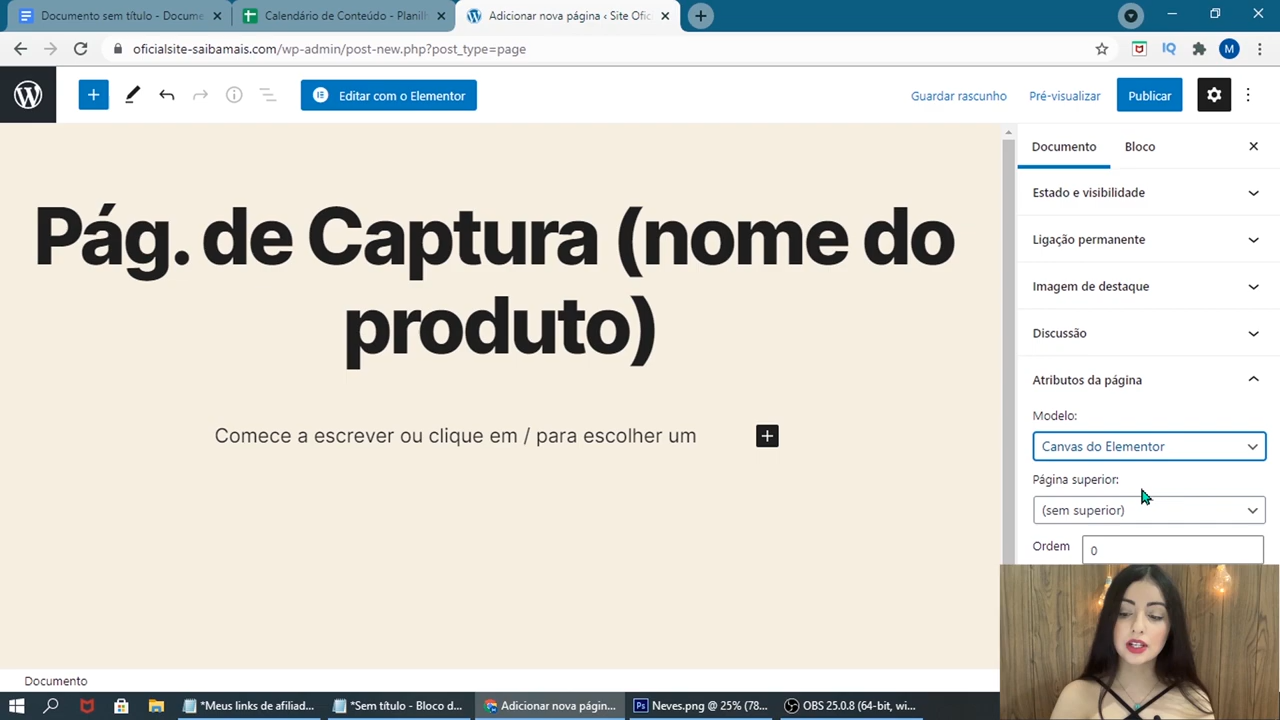 Documento sem título - Docume
Calendário de Conteúdo - Planilh
Adicionar nova página ‹ Site Ofic
oficialsite-saibamais.com/wp-admin/post-new.php?post_type=page
IQ
M
Editar com o Elementor
Guardar rascunho
Pré-visualizar
Publicar
Documento
Bloco
Estado e visibilidade
Ligação permanente
Imagem de destaque
Discussão
Atributos da página
Modelo:
Canvas do Elementor
Página superior:
(sem superior)
Ordem
0
Pág. de Captura (nome do
produto)
Comece a escrever ou clique em / para escolher um
Documento
*Meus links de afiliad...
*Sem título - Bloco d...
Adicionar nova págin...
Neves.png @ 25% (78...
OBS 25.0.8 (64-bit, wi...